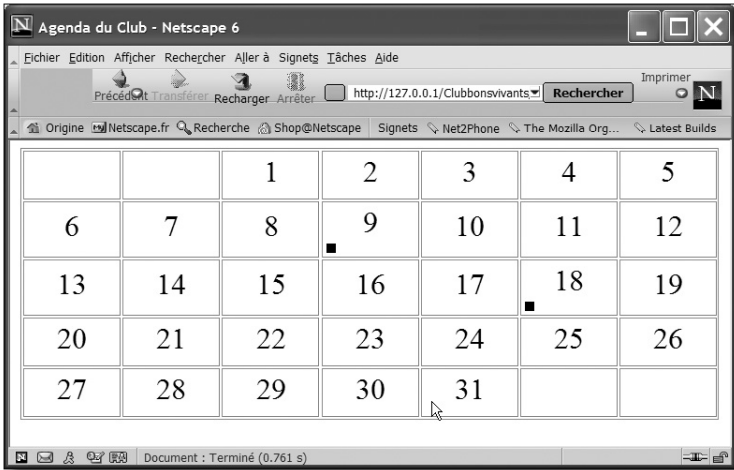 N Agenda du Club - Netscape 6
Fichier Edition Afficher Rechercher Aller à Signets Tâches Aide
Précédent Transférer Recharger Arrêter http://127.0.0.1/Clubbonsvivants Rechercher Imprimer N
Origine Netscape.fr Recherche Shop@Netscape Signets Net2Phone The Mozilla Org... Latest Builds
1 2 3 4 5
6 7 8 9 10 11 12
13 14 15 16 17 18 19
20 21 22 23 24 25 26
27 28 29 30 31
Document : Terminé (0.761 s)